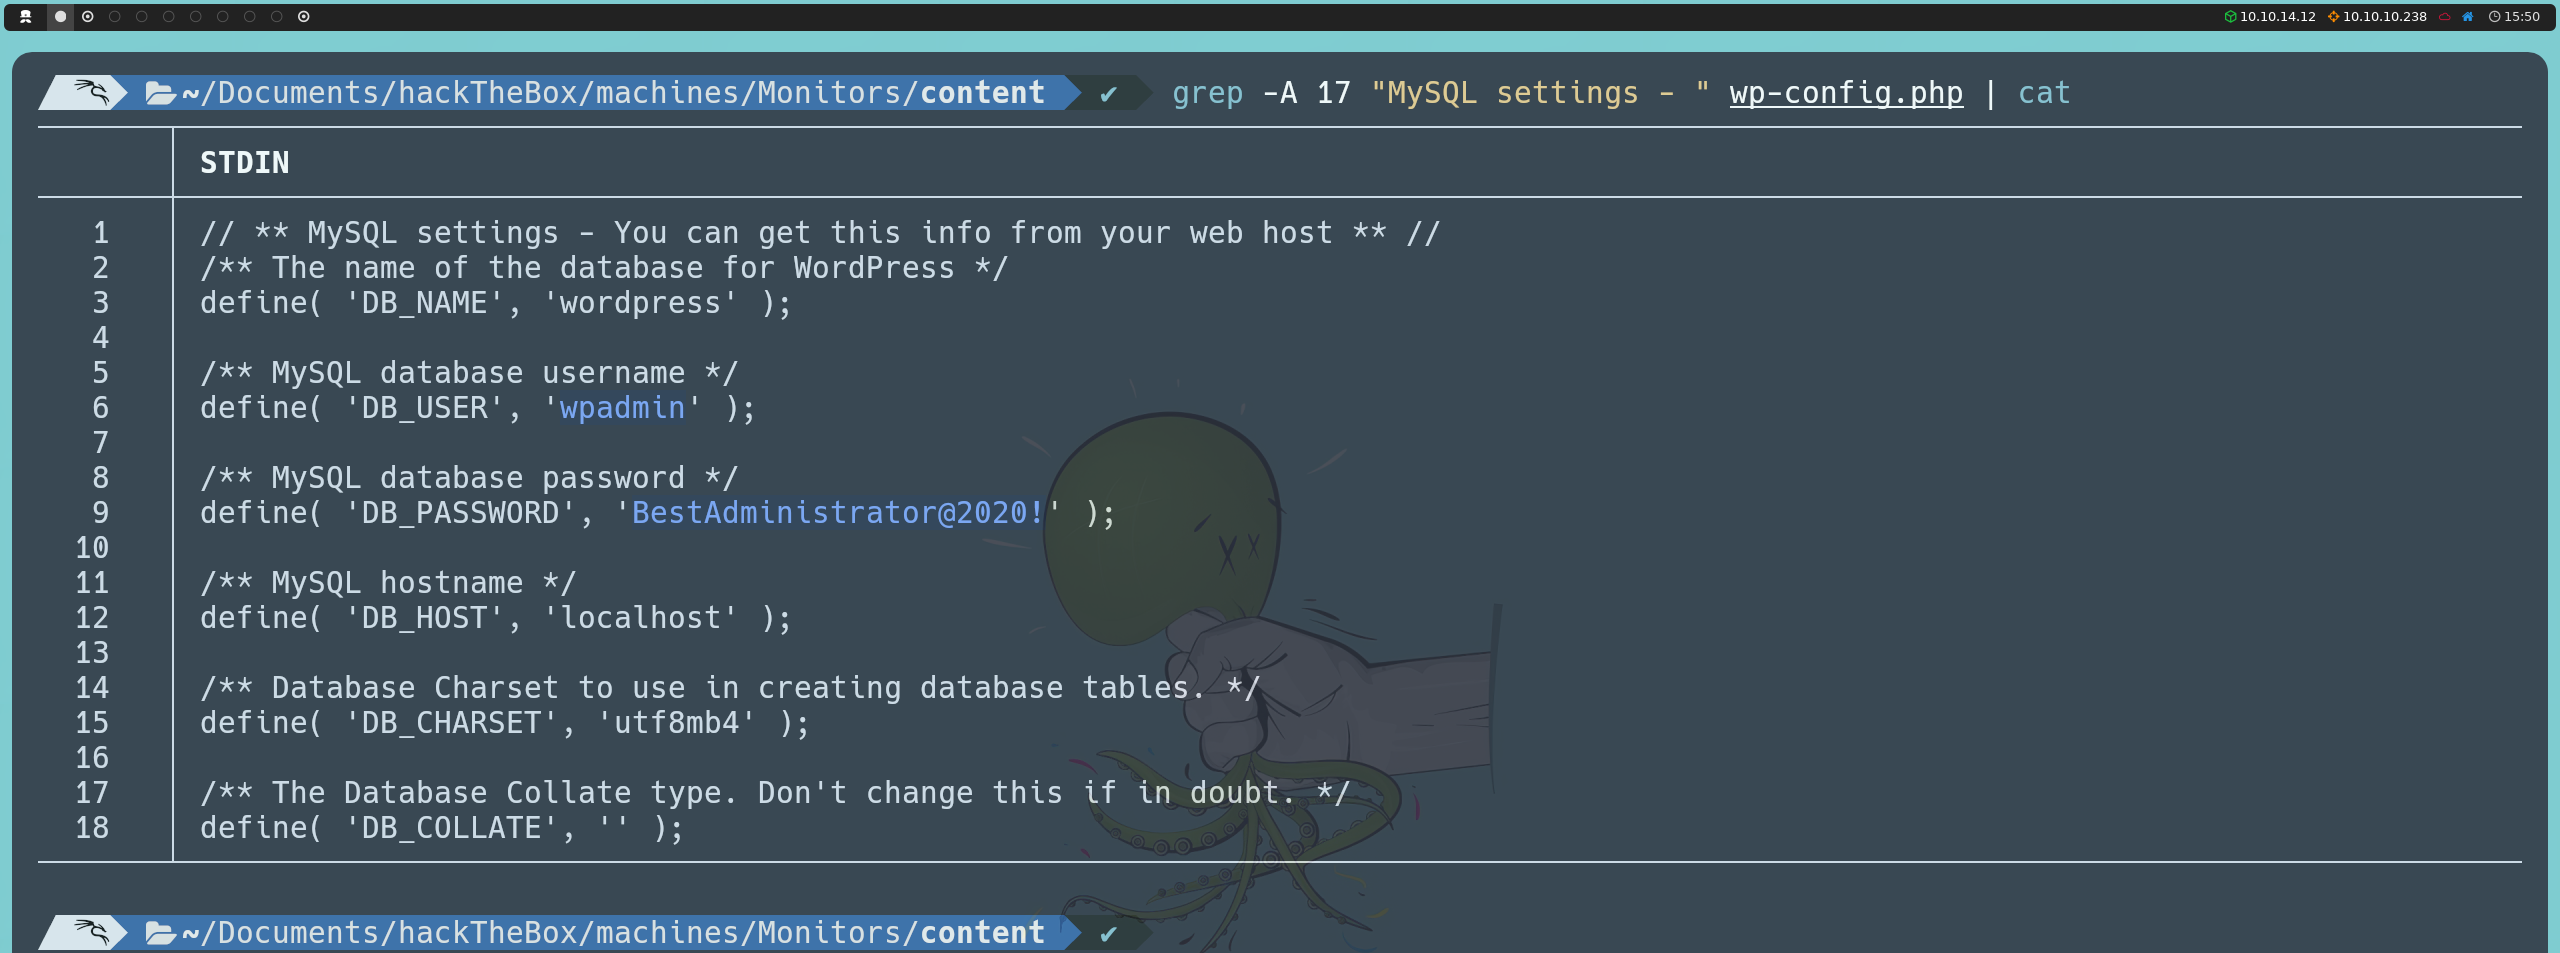 10.10.14.12 10.10.10.238 15:50
~/Documents/hackTheBox/machines/Monitors/content ✔ grep -A 17 "MySQL settings - " wp-config.php | cat
STDIN
1 // ** MySQL settings - You can get this info from your web host ** //
2 /** The name of the database for WordPress */
3 define( 'DB_NAME', 'wordpress' );
4
5 /** MySQL database username */
6 define( 'DB_USER', 'wpadmin' );
7
8 /** MySQL database password */
9 define( 'DB_PASSWORD', 'BestAdministrator@2020!' );
10
11 /** MySQL hostname */
12 define( 'DB_HOST', 'localhost' );
13
14 /** Database Charset to use in creating database tables. */
15 define( 'DB_CHARSET', 'utf8mb4' );
16
17 /** The Database Collate type. Don't change this if in doubt. */
18 define( 'DB_COLLATE', '' );
~/Documents/hackTheBox/machines/Monitors/content ✔